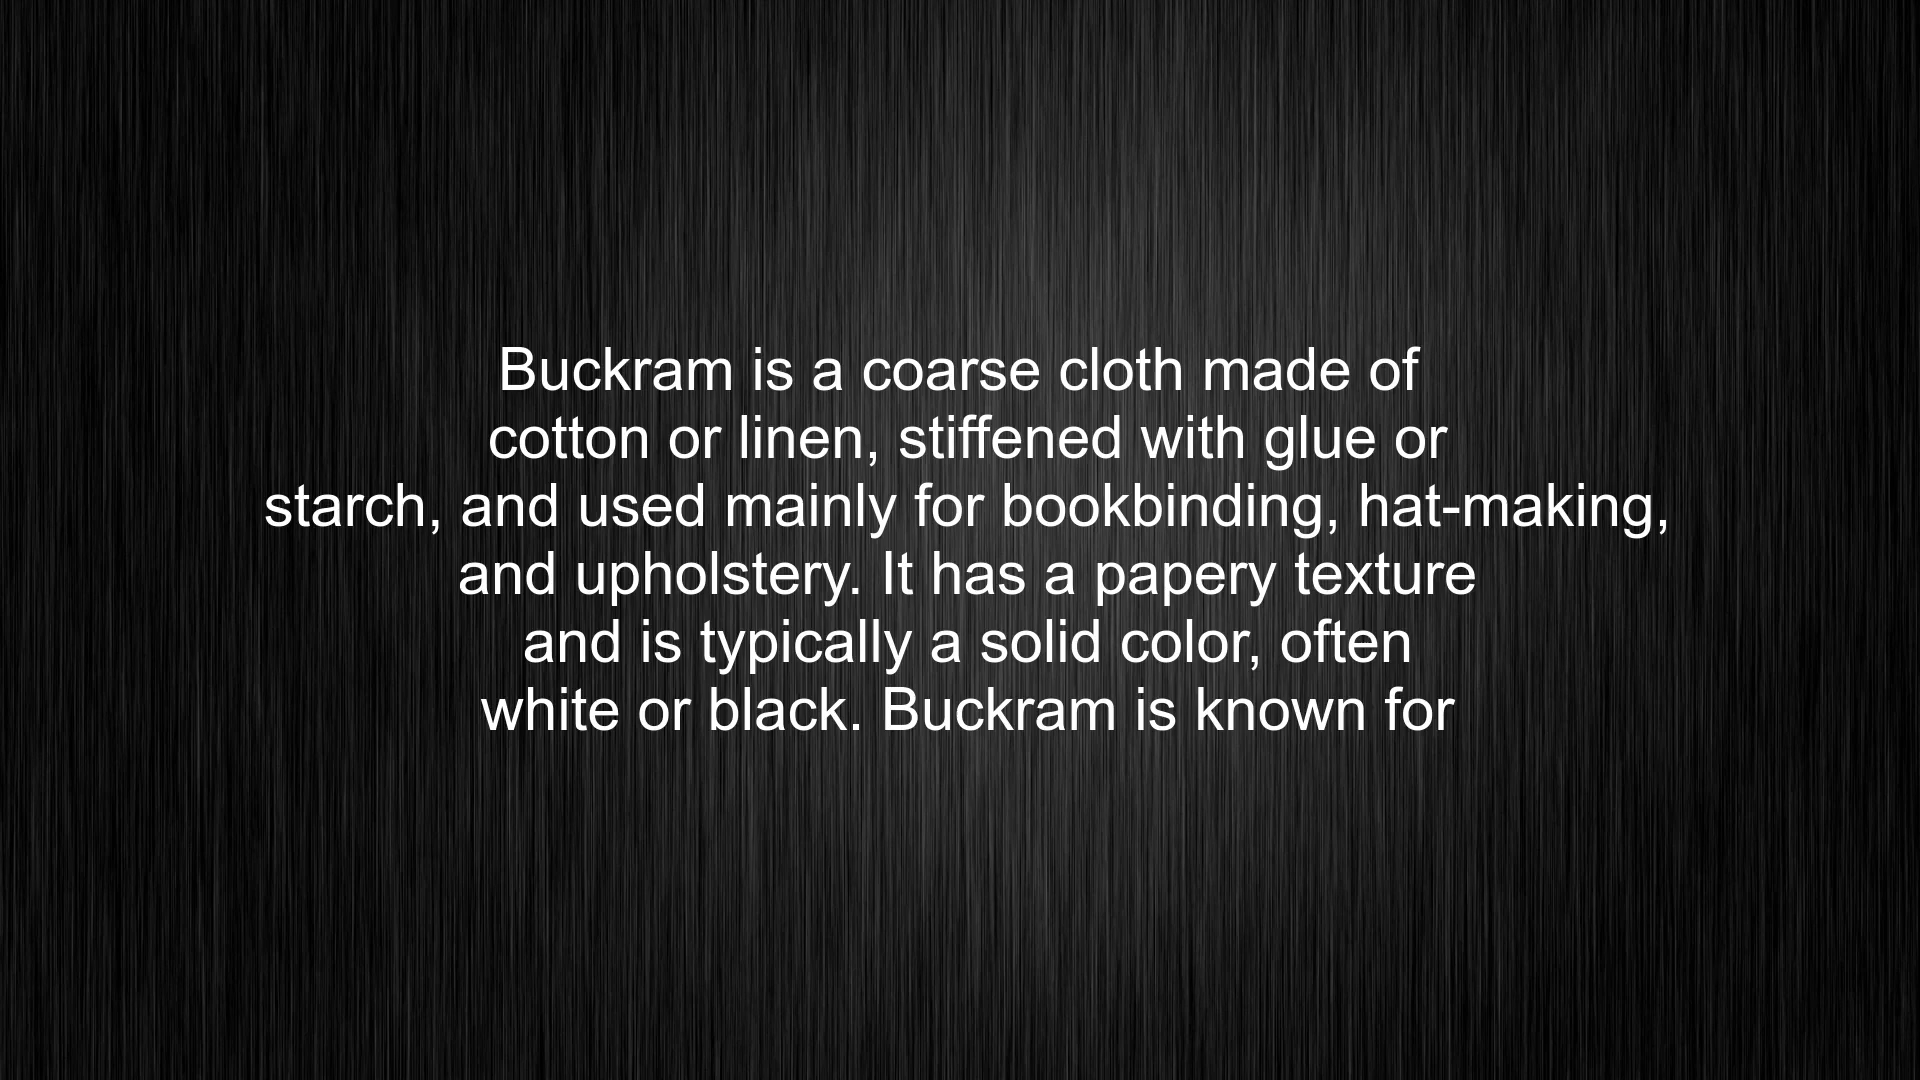 Buckram is a coarse cloth made of
cotton or linen, stiffened with glue or
starch, and used mainly for bookbinding, hat-making,
and upholstery. It has a papery texture
and is typically a solid color, often
white or black. Buckram is known for